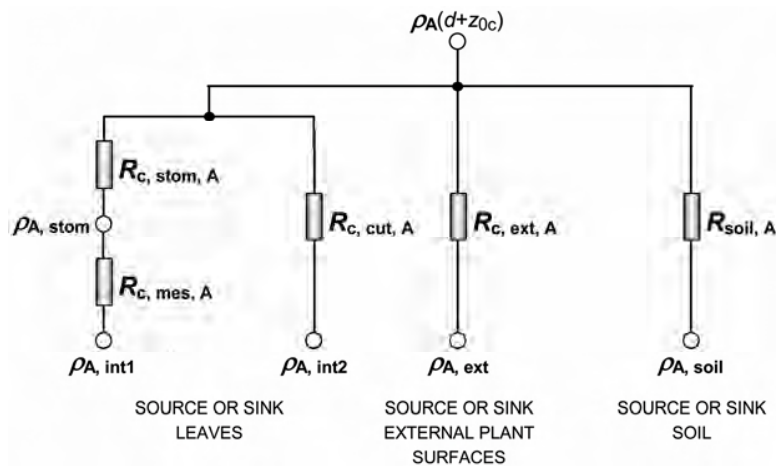 ρA(d+z0c)
Rc, stom, A
ρA, stom
Rc, cut, A
Rc, ext, A
Rsoil, A
Rc, mes, A
ρA, int1
ρA, int2
ρA, ext
ρA, soil
SOURCE OR SINK
LEAVES
SOURCE OR SINK
EXTERNAL PLANT
SURFACES
SOURCE OR SINK
SOIL